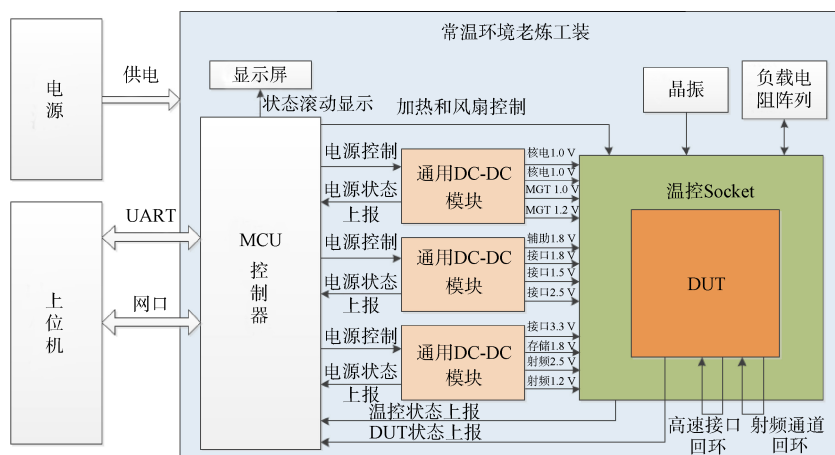 常温环境老炼工装
电源
供电
显示屏
状态滚动显示
加热和风扇控制
晶振
负载电
阻阵列
上位机
UART
网口
MCU
控制器
电源控制
电源状态
上报
通用DC-DC
模块
核电1.0 V
核电1.0 V
MGT 1.0 V
MGT 1.2 V
电源控制
电源状态
上报
通用DC-DC
模块
辅助1.8 V
接口1.8 V
接口1.5 V
接口2.5 V
电源控制
电源状态
上报
通用DC-DC
模块
接口3.3 V
存储1.8 V
射频2.5 V
射频1.2 V
温控Socket
DUT
温控状态上报
DUT状态上报
高速接口
回环
射频通道
回环